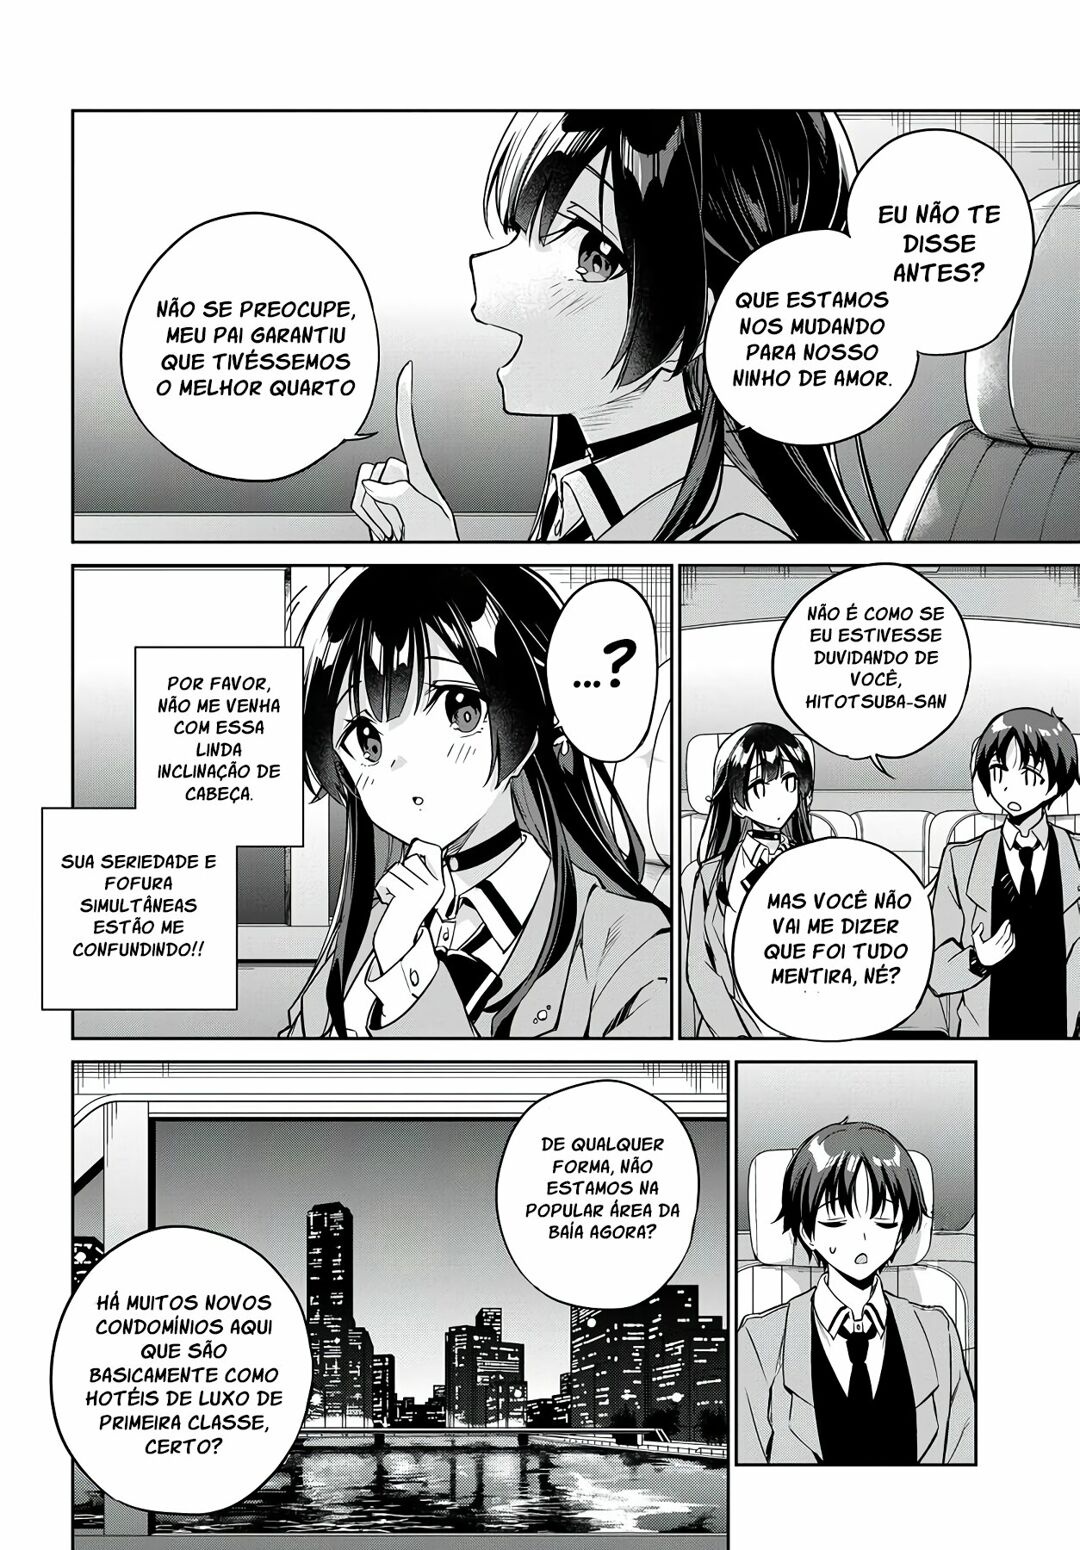 EU NÃO TE
DISSE
ANTES?
QUE ESTAMOS
NOS MUDANDO
PARA NOSSO
NINHO DE AMOR.
NÃO SE PREOCUPE,
MEU PAI GARANTIU
QUE TIVÉSSEMOS
O MELHOR QUARTO
NÃO É COMO SE
EU ESTIVESSE
DUVIDANDO DE
VOCÊ,
HITOTSUBA-SAN
MAS VOCÊ NÃO
VAI ME DIZER
QUE FOI TUDO
MENTIRA, NÉ?
...?
POR FAVOR,
NÃO ME VENHA
COM ESSA
LINDA
INCLINAÇÃO DE
CABEÇA.
SUA SERIEDADE E
FOFURA
SIMULTÂNEAS
ESTÃO ME
CONFUNDINDO!!
DE QUALQUER
FORMA, NÃO
ESTAMOS NA
POPULAR ÁREA DA
BAÍA AGORA?
HÁ MUITOS NOVOS
CONDOMÍNIOS AQUI
QUE SÃO
BASICAMENTE COMO
HOTÉIS DE LUXO DE
PRIMEIRA CLASSE,
CERTO?